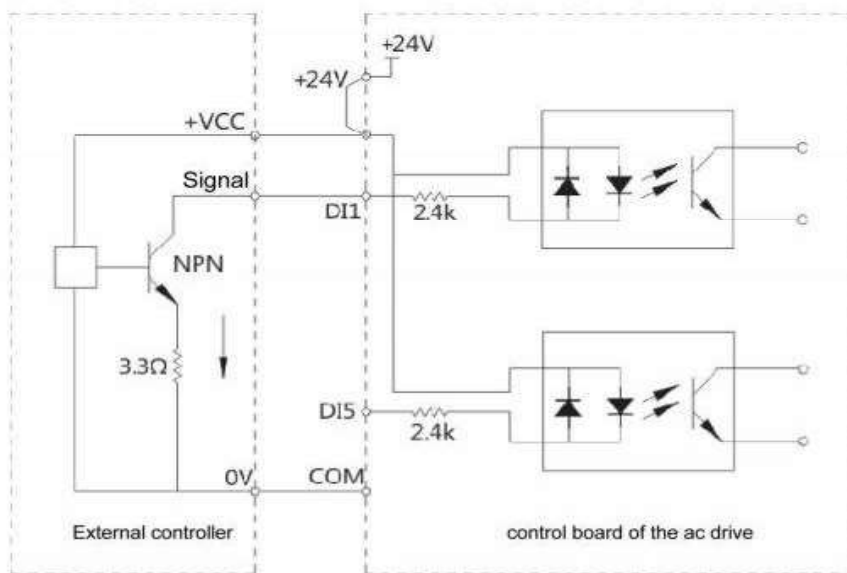 +24V
+24V
+VCC
Signal
DI1
2.4k
NPN
3.3Ω
DI5
2.4k
0V
COM
External controller
control board of the ac drive